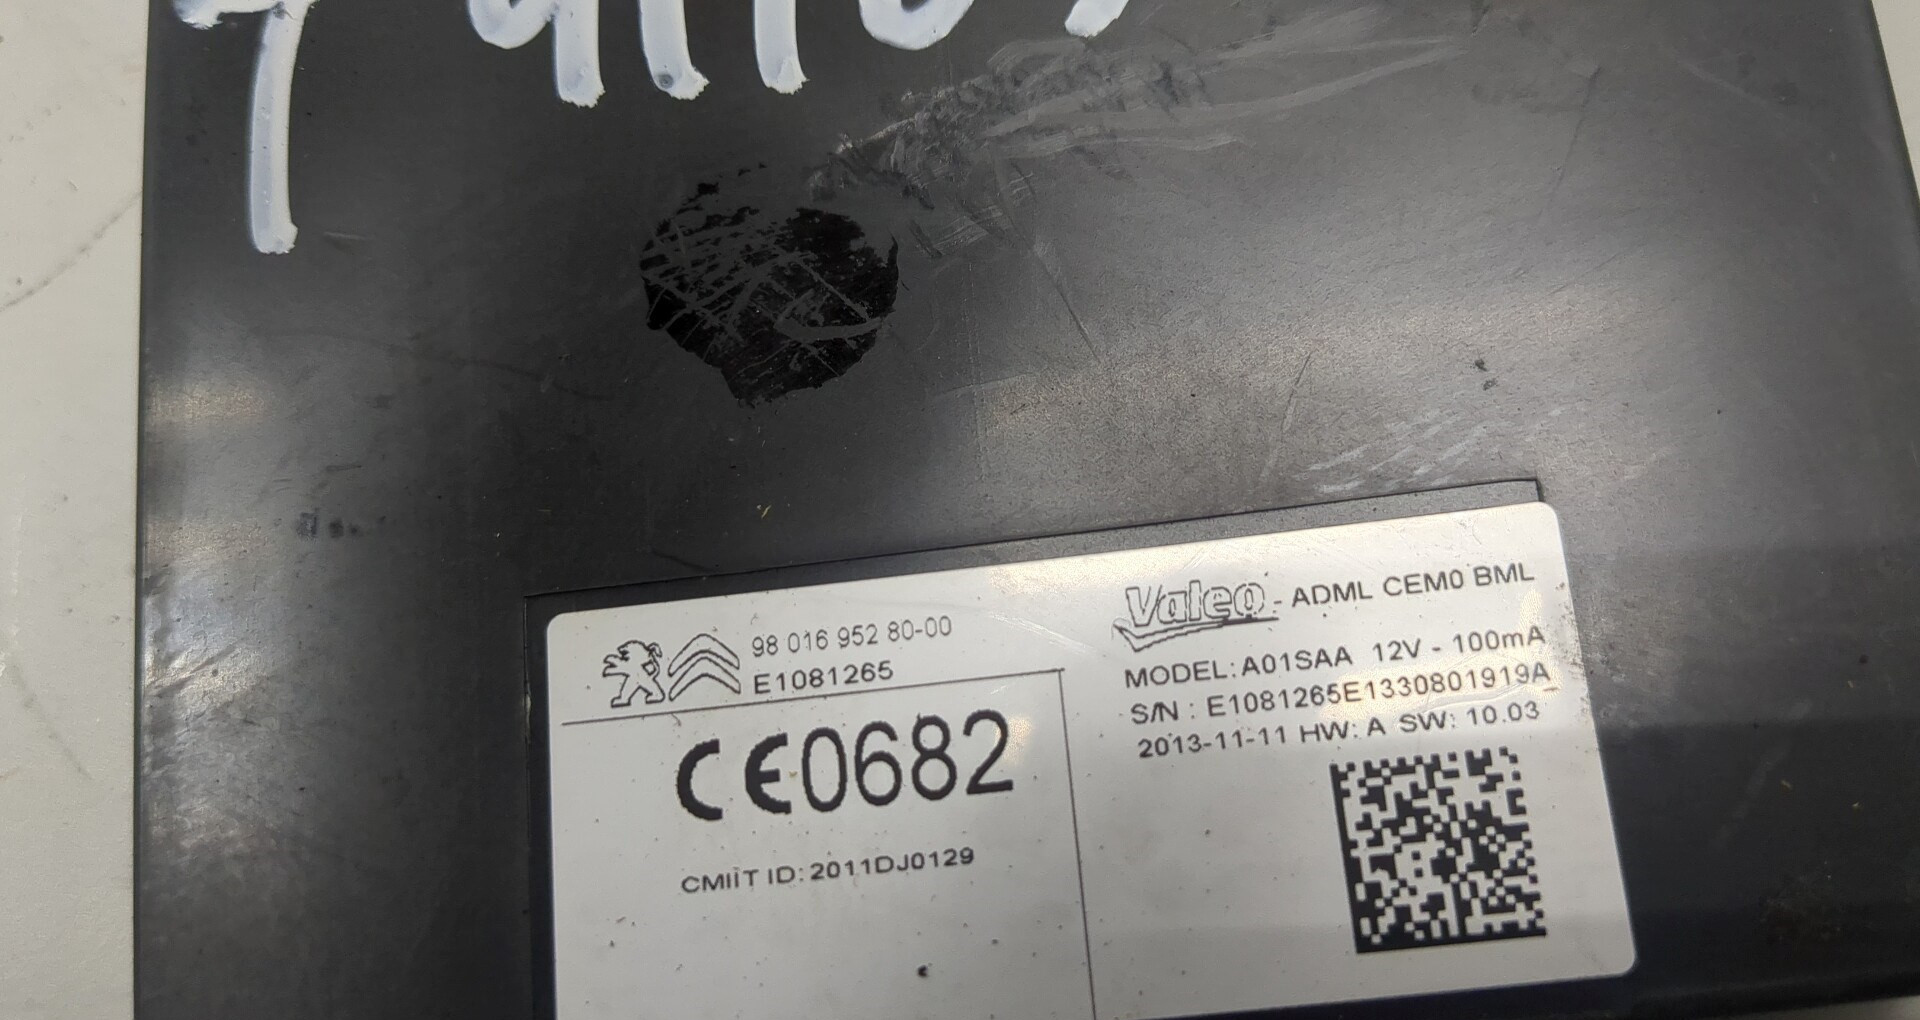 98 016 952 80-00
E1081265
CE0682
CMIIT ID: 2011DJ0129
Valeo - ADML CEM0 BML
MODEL: A01SAA 12V - 100mA
S/N : E1081265E1330801919A
2013-11-11 HW: A SW: 10.03